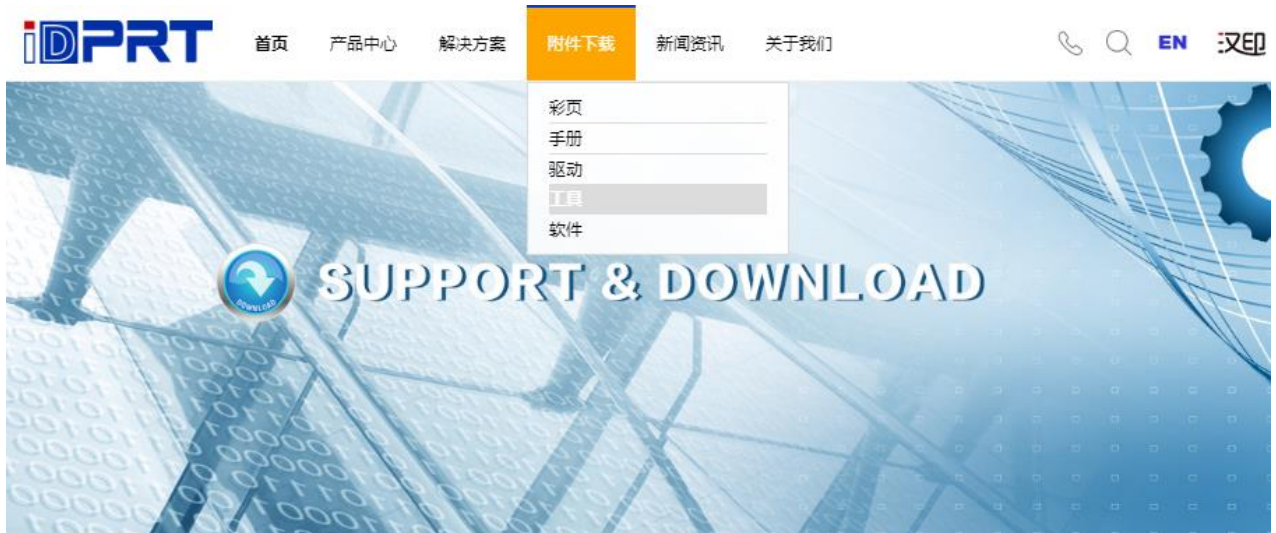 iDPRT 首页 产品中心 解决方案 附件下载 新闻资讯 关于我们 EN 汉印
彩页
手册
驱动
工具
软件
SUPPORT & DOWNLOAD
DOWNLOAD